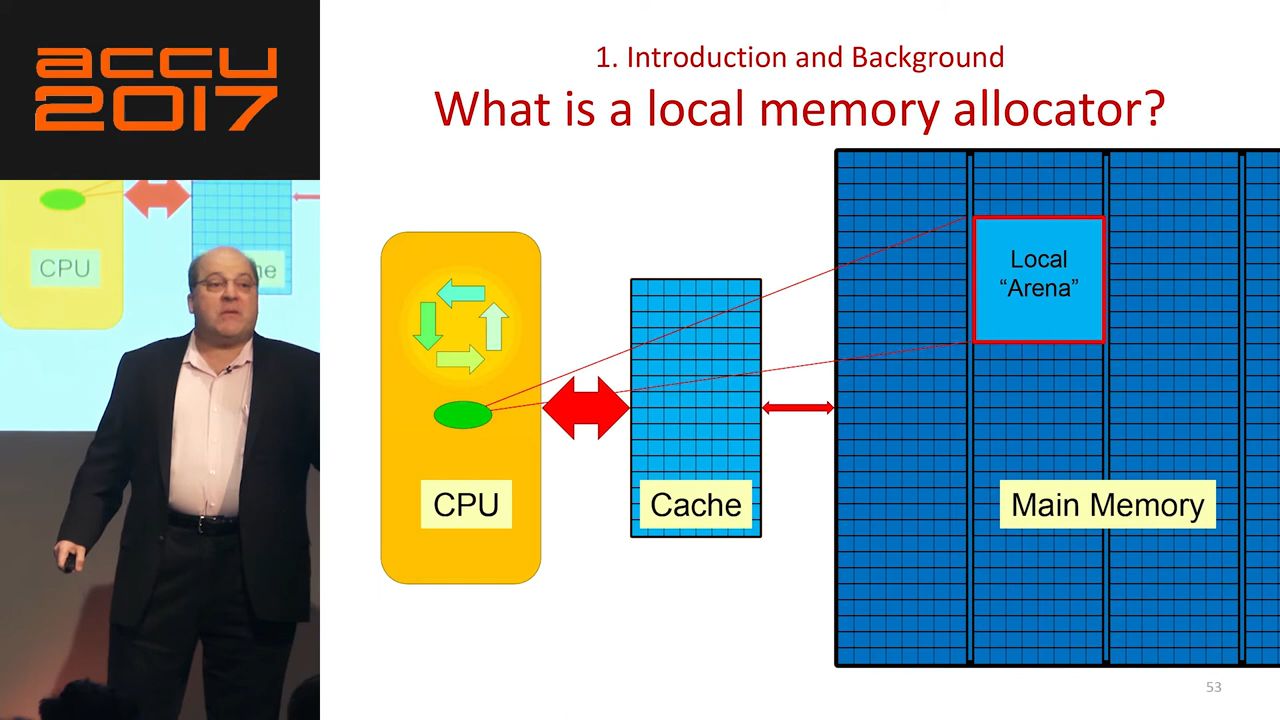 accu
2017
1. Introduction and Background
What is a local memory allocator?
Local
“Arena”
CPU
Cache
Main Memory
CPU
he
53